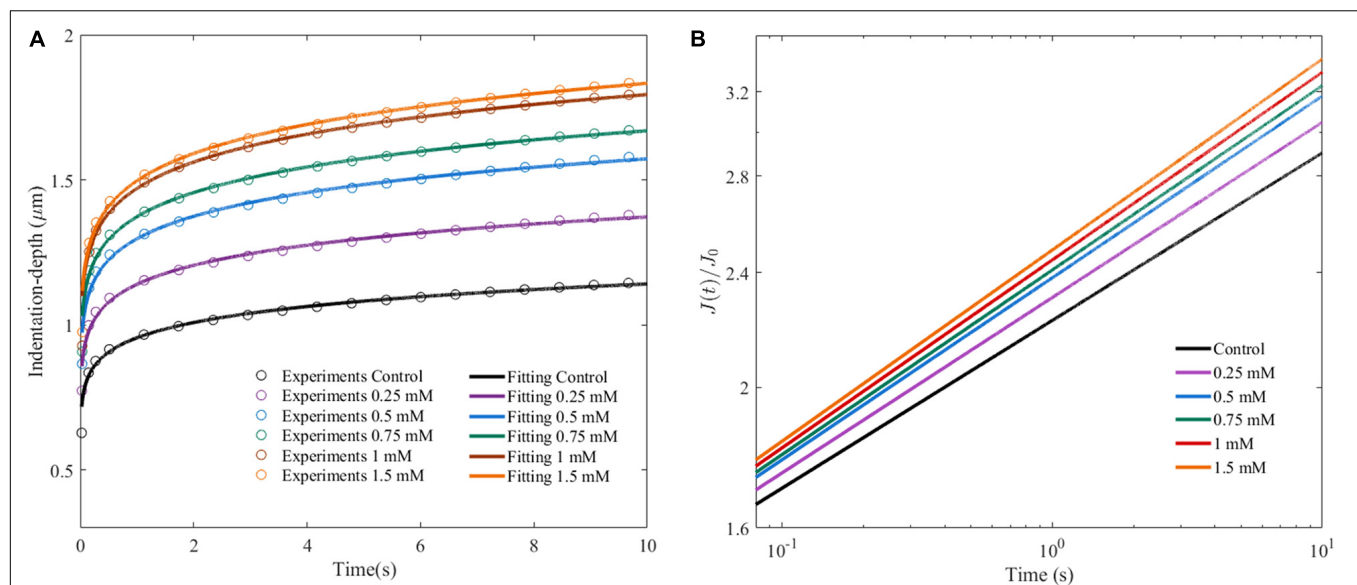 A
2
1.5
1
0.5
Indentation-depth (μm)
0 2 4 6 8 10
Time(s)
Experiments Control
Experiments 0.25 mM
Experiments 0.5 mM
Experiments 0.75 mM
Experiments 1 mM
Experiments 1.5 mM
Fitting Control
Fitting 0.25 mM
Fitting 0.5 mM
Fitting 0.75 mM
Fitting 1 mM
Fitting 1.5 mM
B
3.2
2.8
2.4
2
1.6
J(t)/J₀
10⁻¹ 10⁰ 10¹
Time (s)
Control
0.25 mM
0.5 mM
0.75 mM
1 mM
1.5 mM